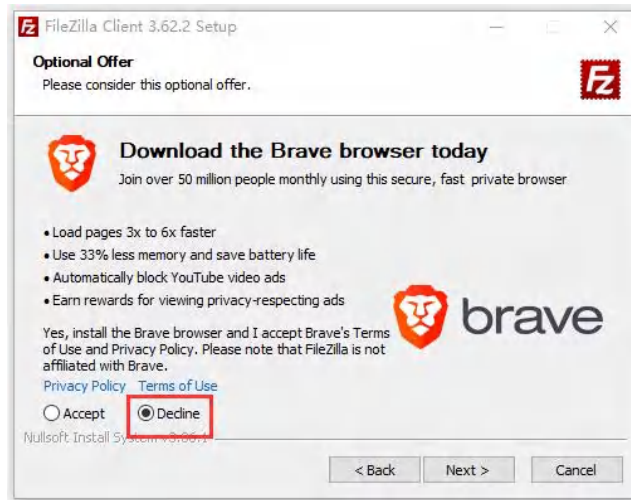 FileZilla Client 3.62.2 Setup
Optional Offer
Please consider this optional offer.
Fz
Download the Brave browser today
Join over 50 million people monthly using this secure, fast private browser
• Load pages 3x to 6x faster
• Use 33% less memory and save battery life
• Automatically block YouTube video ads
• Earn rewards for viewing privacy-respecting ads
brave
Yes, install the Brave browser and I accept Brave's Terms
of Use and Privacy Policy. Please note that FileZilla is not
affiliated with Brave.
Privacy Policy Terms of Use
Accept Decline
Nullsoft Install System
< Back Next > Cancel